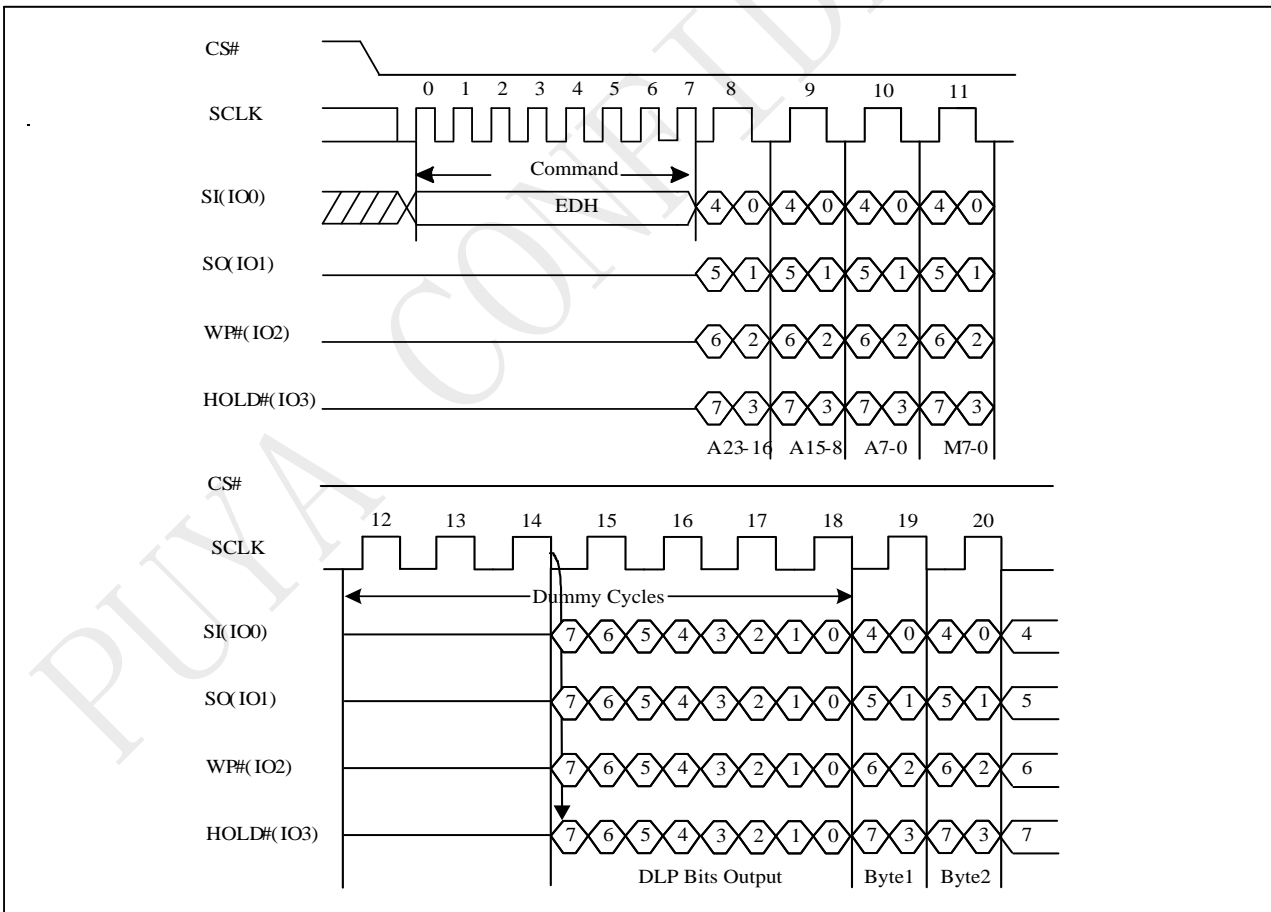 PUYA CONFID
CS#
0 1 2 3 4 5 6 7 8 9 10 11
SCLK
Command
SI(IO0)
EDH 4 0 4 0 4 0 4 0
SO(IO1)
5 1 5 1 5 1 5 1
WP#(IO2)
6 2 6 2 6 2 6 2
HOLD#(IO3)
7 3 7 3 7 3 7 3
A23-16 A15-8 A7-0 M7-0
CS#
12 13 14 15 16 17 18 19 20
SCLK
Dummy Cycles
SI(IO0)
7 6 5 4 3 2 1 0 4 0 4 0 4
SO(IO1)
7 6 5 4 3 2 1 0 5 1 5 1 5
WP#(IO2)
7 6 5 4 3 2 1 0 6 2 6 2 6
HOLD#(IO3)
7 6 5 4 3 2 1 0 7 3 7 3 7
DLP Bits Output Byte1 Byte2